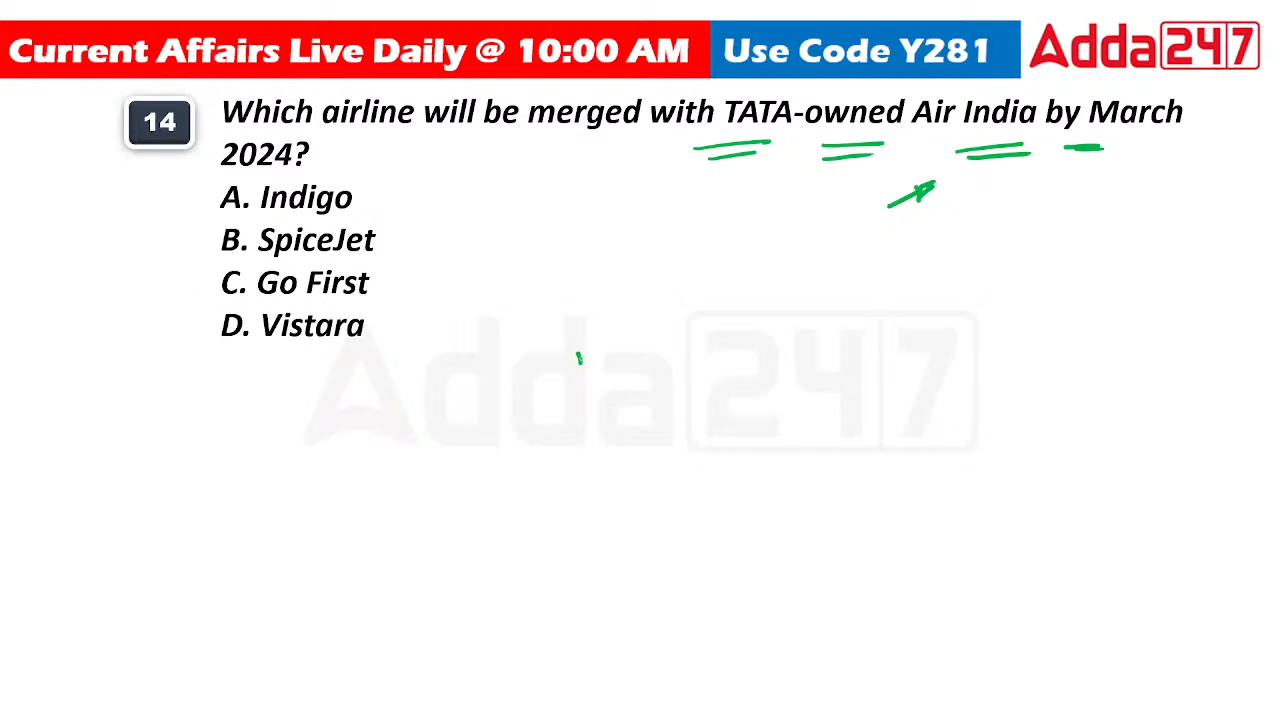 Current Affairs Live Daily @ 10:00 AM
Use Code Y281
Adda247
14
Which airline will be merged with TATA-owned Air India by March
2024?
A. Indigo
B. SpiceJet
C. Go First
D. Vistara
Adda247